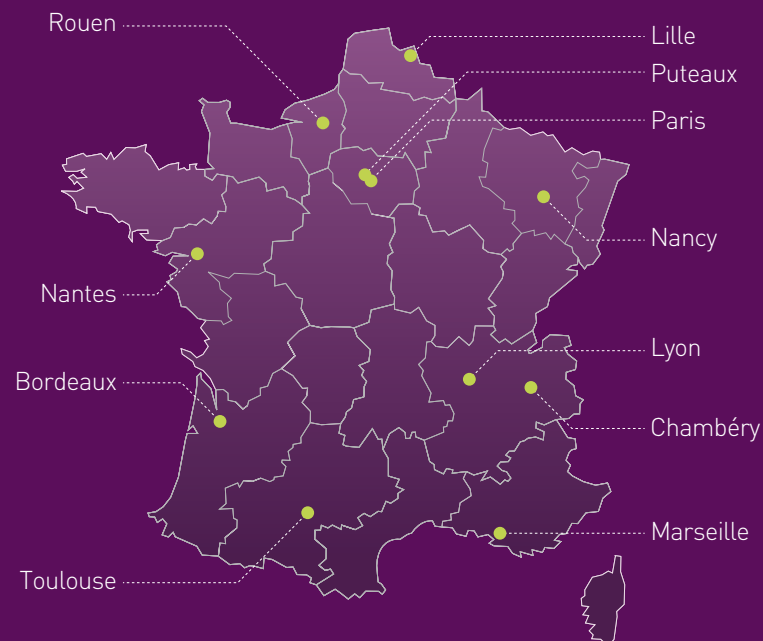 Rouen
Lille
Puteaux
Paris
Nancy
Nantes
Lyon
Bordeaux
Chambéry
Marseille
Toulouse